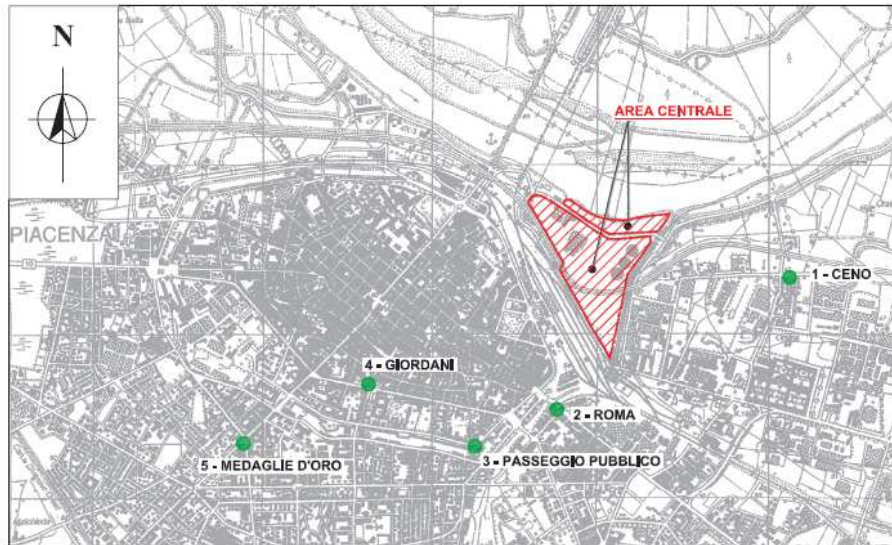 N
AREA CENTRALE
PIACENZA
1 - CENO
4 - GIORDANI
2 - ROMA
3 - PASSEGGIO PUBBLICO
5 - MEDAGLIE D'ORO